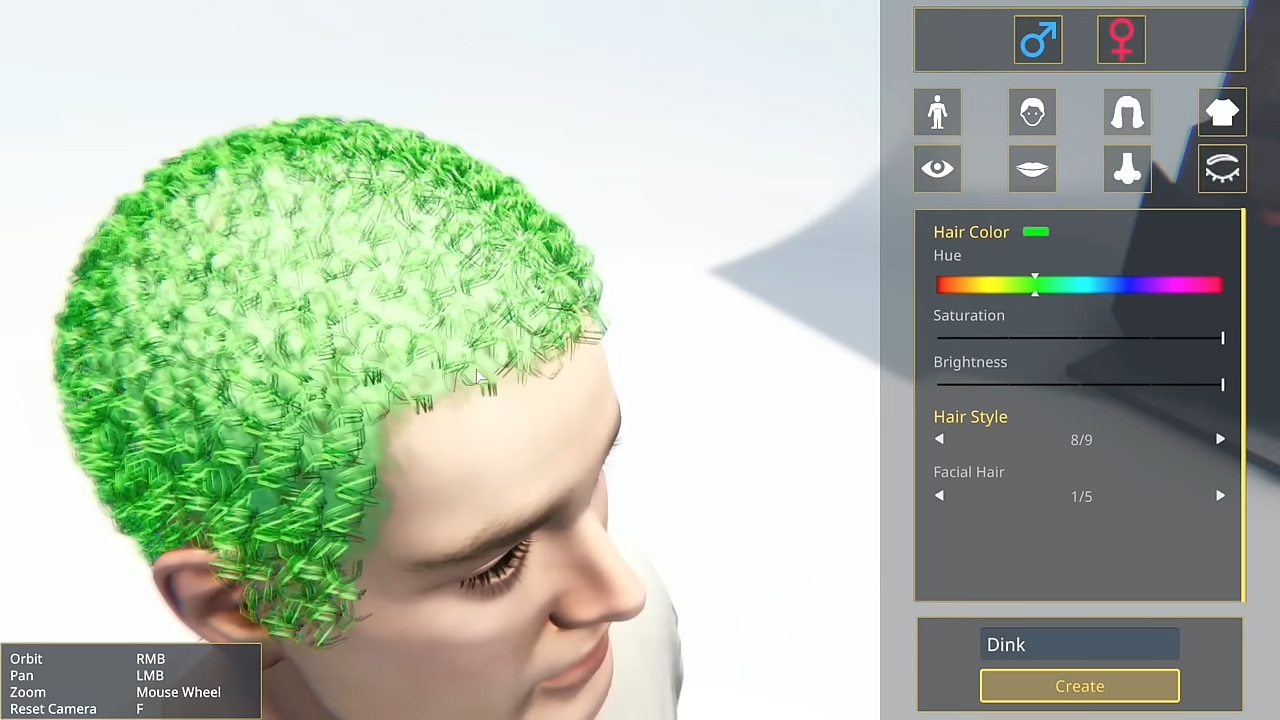 Hair Color
Hue
Saturation
Brightness
Hair Style
8/9
Facial Hair
1/5
Dink
Create
Orbit RMB
Pan LMB
Zoom Mouse Wheel
Reset Camera F